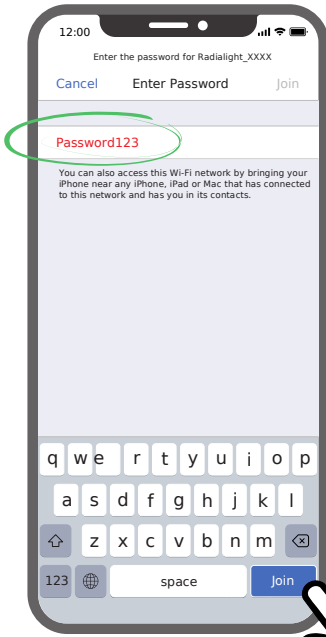 12:00
Enter the password for Radialight_XXXX
Cancel Enter Password Join
Password123
You can also access this Wi-Fi network by bringing your
iPhone near any iPhone, iPad or Mac that has connected
to this network and has you in its contacts.
q w e r t y u i o p
a s d f g h j k l
z x c v b n m
123 space Join